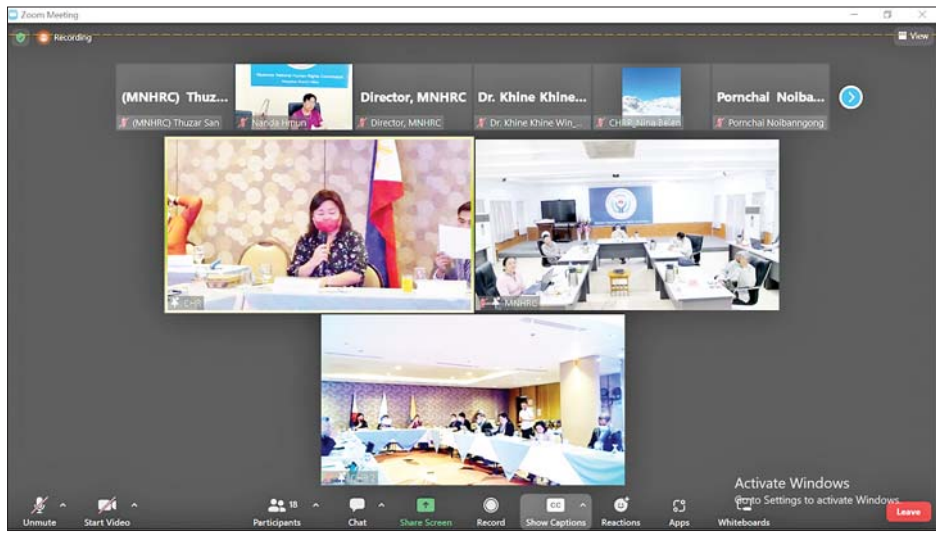 Zoom Meeting
Recording
View
(MNHRC) Thuz...
Director, MNHRC
Dr. Khine Khine...
Pornchai Noiba...
(MNHRC) Thuzar San
Nanda Hmun
Director, MNHRC
Dr. Khine Khine Win_...
CHRP_Nina Belen
Pornchai Noibanngong
CHR
MNHRC
Activate Windows
Go to Settings to activate Windows.
Unmute
Start Video
18
Participants
Chat
Share Screen
Record
CC
Show Captions
Reactions
Apps
Whiteboards
Leave